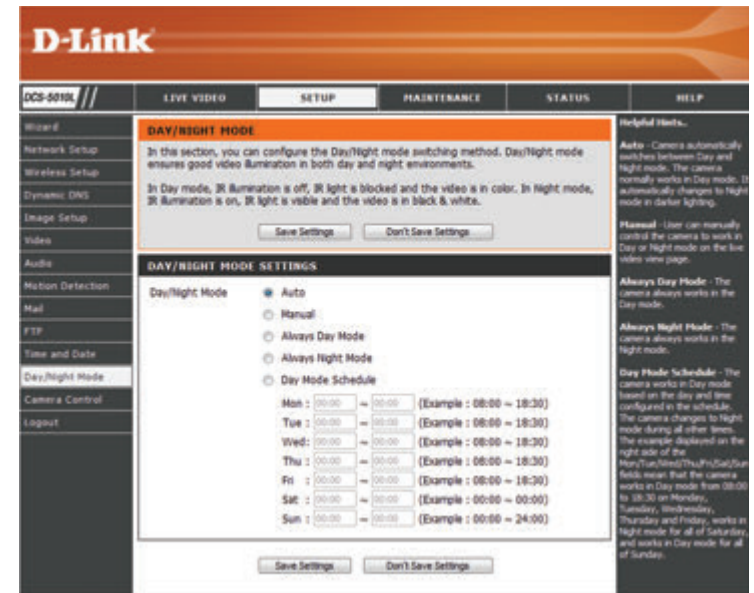 D-Link
DCS-5010L
LIVE VIDEO
SETUP
MAINTENANCE
STATUS
HELP
Wizard
Network Setup
Wireless Setup
Dynamic DNS
Image Setup
Video
Audio
Motion Detection
Mail
FTP
Time and Date
Day/Night Mode
Camera Control
Logout
DAY/NIGHT MODE
In this section, you can configure the Day/Night mode switching method. Day/Night mode
ensures good video illumination in both day and night environments.
In Day mode, IR illumination is off, IR light is blocked and the video is in color. In Night mode,
IR illumination is on, IR light is visible and the video is in black & white.
Save Settings
Don't Save Settings
DAY/NIGHT MODE SETTINGS
Day/Night Mode
Auto
Manual
Always Day Mode
Always Night Mode
Day Mode Schedule
Mon : 00:00 ~ 00:00 (Example : 08:00 ~ 18:30)
Tue : 00:00 ~ 00:00 (Example : 08:00 ~ 18:30)
Wed: 00:00 ~ 00:00 (Example : 08:00 ~ 18:30)
Thu : 00:00 ~ 00:00 (Example : 08:00 ~ 18:30)
Fri : 00:00 ~ 00:00 (Example : 08:00 ~ 18:30)
Sat : 00:00 ~ 00:00 (Example : 00:00 ~ 00:00)
Sun : 00:00 ~ 00:00 (Example : 00:00 ~ 24:00)
Save Settings
Don't Save Settings
Helpful Hints..
Auto - Camera automatically
switches between Day and
Night mode. The camera
normally works in Day mode. It
automatically changes to Night
mode in darker lighting.
Manual - User can manually
control the camera to work in
Day or Night mode on the live
video view page.
Always Day Mode - The
camera always works in the
Day mode.
Always Night Mode - The
camera always works in the
Night mode.
Day Mode Schedule - The
camera works in Day mode
based on the day and time
configured in the schedule.
The camera changes to Night
mode during all other times.
The example displayed on the
right side of the
Mon/Tue/Wed/Thu/Fri/Sat/Sun
fields mean that the camera
works in Day mode from 08:00
to 18:30 on Monday,
Tuesday, Wednesday,
Thursday and Friday, works in
Night mode for all of Saturday,
and works in Day mode for all
of Sunday.